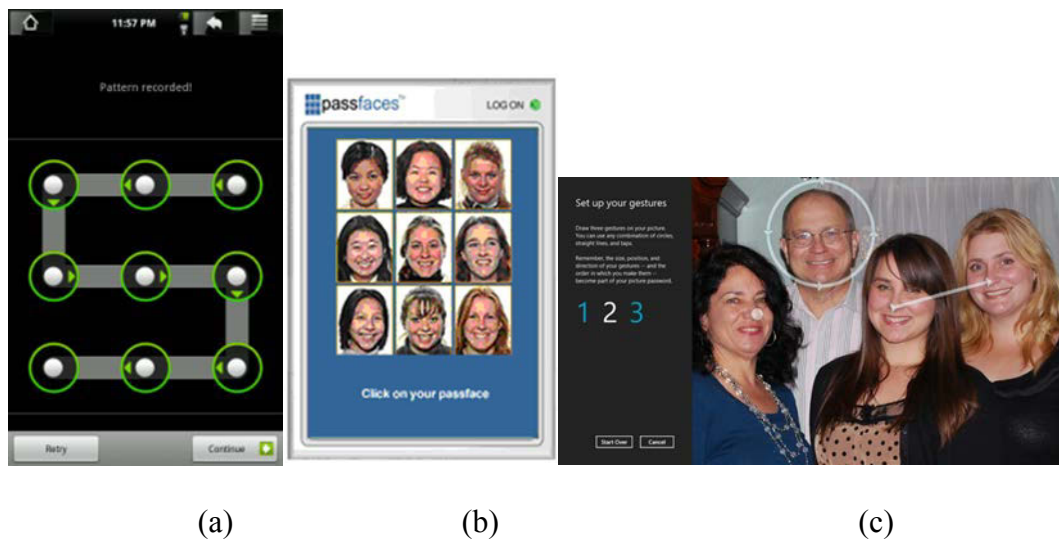 11:57 PM
Pattern recorded!
Retry
Continue
passfaces™
LOG ON
Click on your passface
Set up your gestures
Draw three gestures on your picture.
You can use any combination of circles,
straight lines, and taps.
Remember, the size, position, and
direction of your gestures -- and the
order in which you make them --
become part of your picture password.
1 2 3
Start Over
Cancel
(a)
(b)
(c)